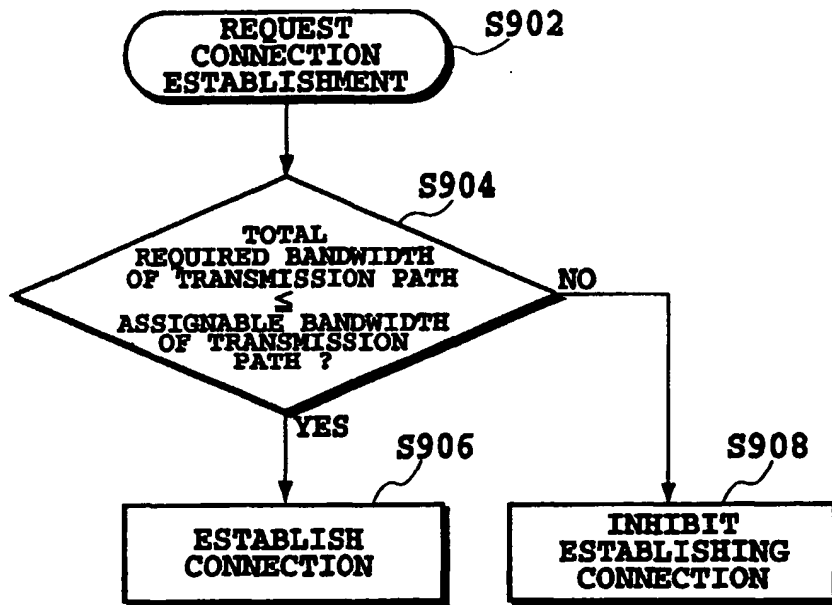 REQUEST
CONNECTION
ESTABLISHMENT
S902
S904
TOTAL
REQUIRED BANDWIDTH
OF TRANSMISSION PATH
≤
ASSIGNABLE BANDWIDTH
OF TRANSMISSION
PATH ?
NO
YES
S906
S908
ESTABLISH
CONNECTION
INHIBIT
ESTABLISHING
CONNECTION